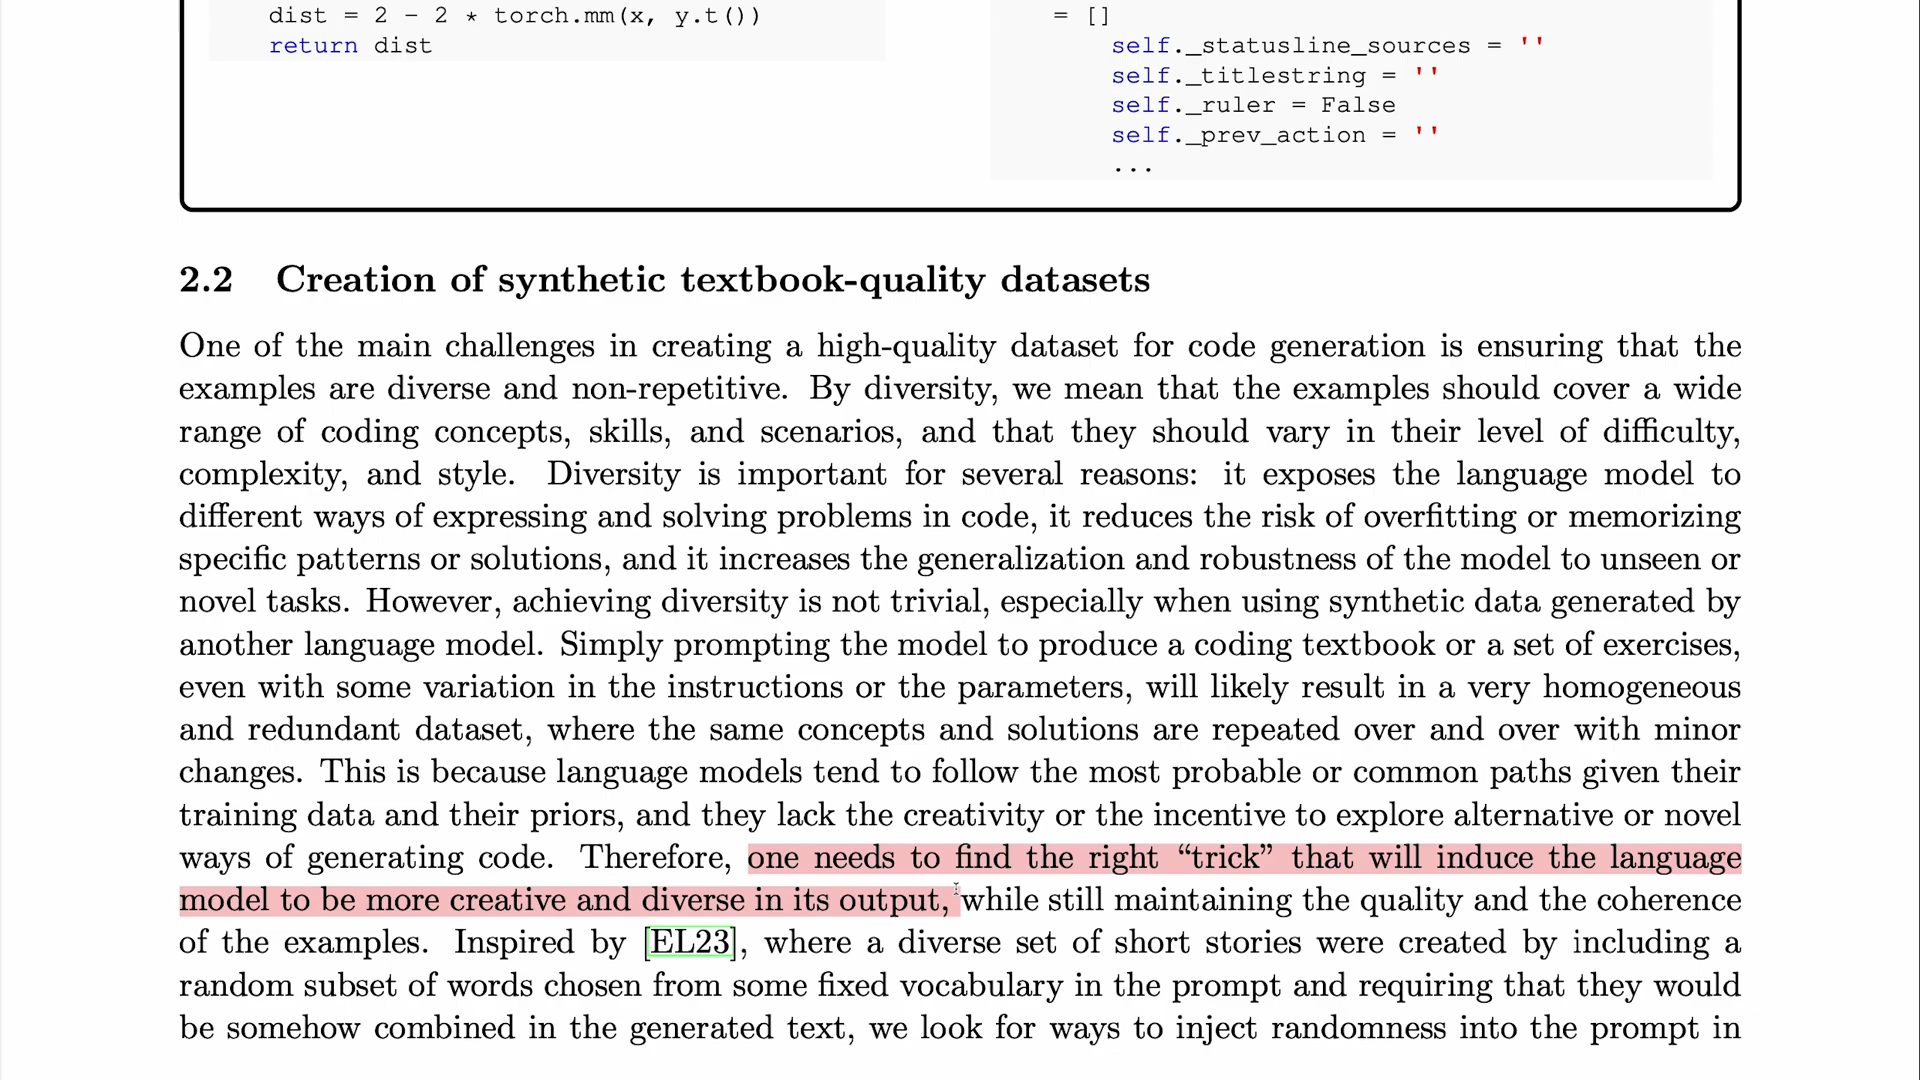 dist = 2 - 2 * torch.mm(x, y.t())
return dist
= []
self._statusline_sources = ''
self._titlestring = ''
self._ruler = False
self._prev_action = ''
...
2.2 Creation of synthetic textbook-quality datasets
One of the main challenges in creating a high-quality dataset for code generation is ensuring that the
examples are diverse and non-repetitive. By diversity, we mean that the examples should cover a wide
range of coding concepts, skills, and scenarios, and that they should vary in their level of difficulty,
complexity, and style. Diversity is important for several reasons: it exposes the language model to
different ways of expressing and solving problems in code, it reduces the risk of overfitting or memorizing
specific patterns or solutions, and it increases the generalization and robustness of the model to unseen or
novel tasks. However, achieving diversity is not trivial, especially when using synthetic data generated by
another language model. Simply prompting the model to produce a coding textbook or a set of exercises,
even with some variation in the instructions or the parameters, will likely result in a very homogeneous
and redundant dataset, where the same concepts and solutions are repeated over and over with minor
changes. This is because language models tend to follow the most probable or common paths given their
training data and their priors, and they lack the creativity or the incentive to explore alternative or novel
ways of generating code. Therefore, one needs to find the right “trick” that will induce the language
model to be more creative and diverse in its output, while still maintaining the quality and the coherence
of the examples. Inspired by [EL23], where a diverse set of short stories were created by including a
random subset of words chosen from some fixed vocabulary in the prompt and requiring that they would
be somehow combined in the generated text, we look for ways to inject randomness into the prompt in